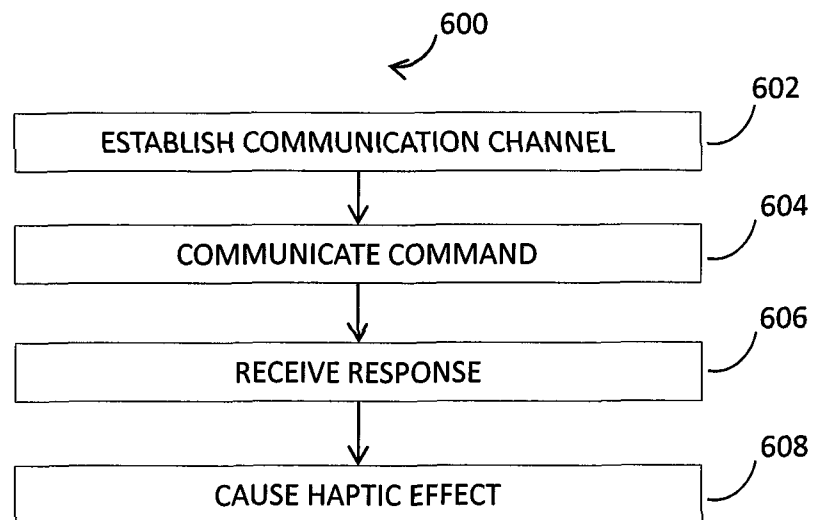 600
602
ESTABLISH COMMUNICATION CHANNEL
604
COMMUNICATE COMMAND
606
RECEIVE RESPONSE
608
CAUSE HAPTIC EFFECT